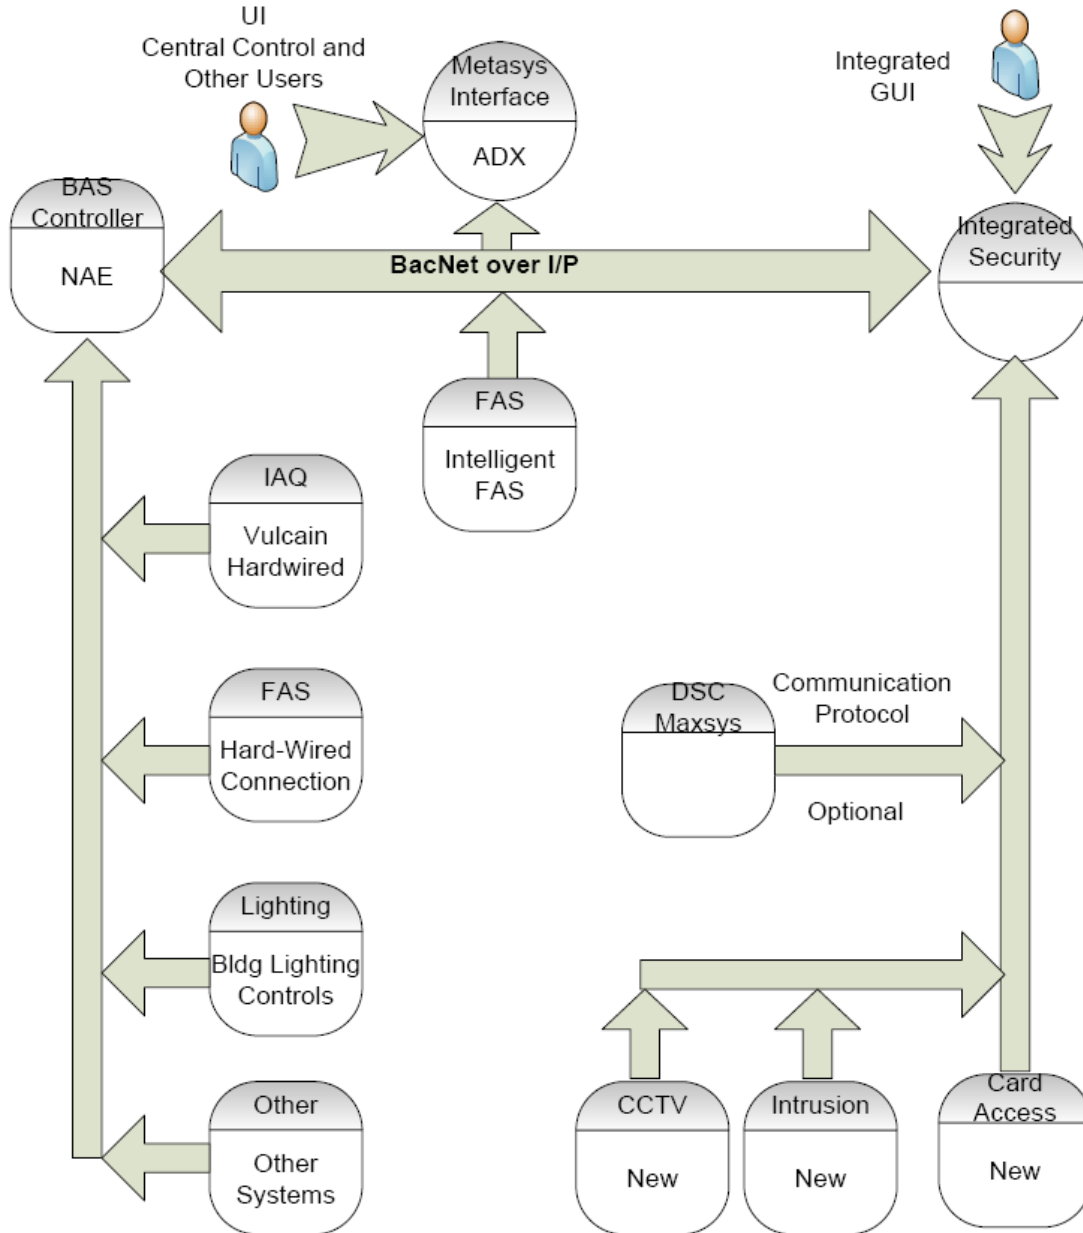 UI
Central Control and
Other Users
Metasys
Interface
ADX
Integrated
GUI
BAS
Controller
NAE
BacNet over I/P
Integrated
Security
FAS
Intelligent
FAS
IAQ
Vulcain
Hardwired
FAS
Hard-Wired
Connection
DSC
Maxsys
Communication
Protocol
Optional
Lighting
Bldg Lighting
Controls
Other
Other
Systems
CCTV
New
Intrusion
New
Card
Access
New